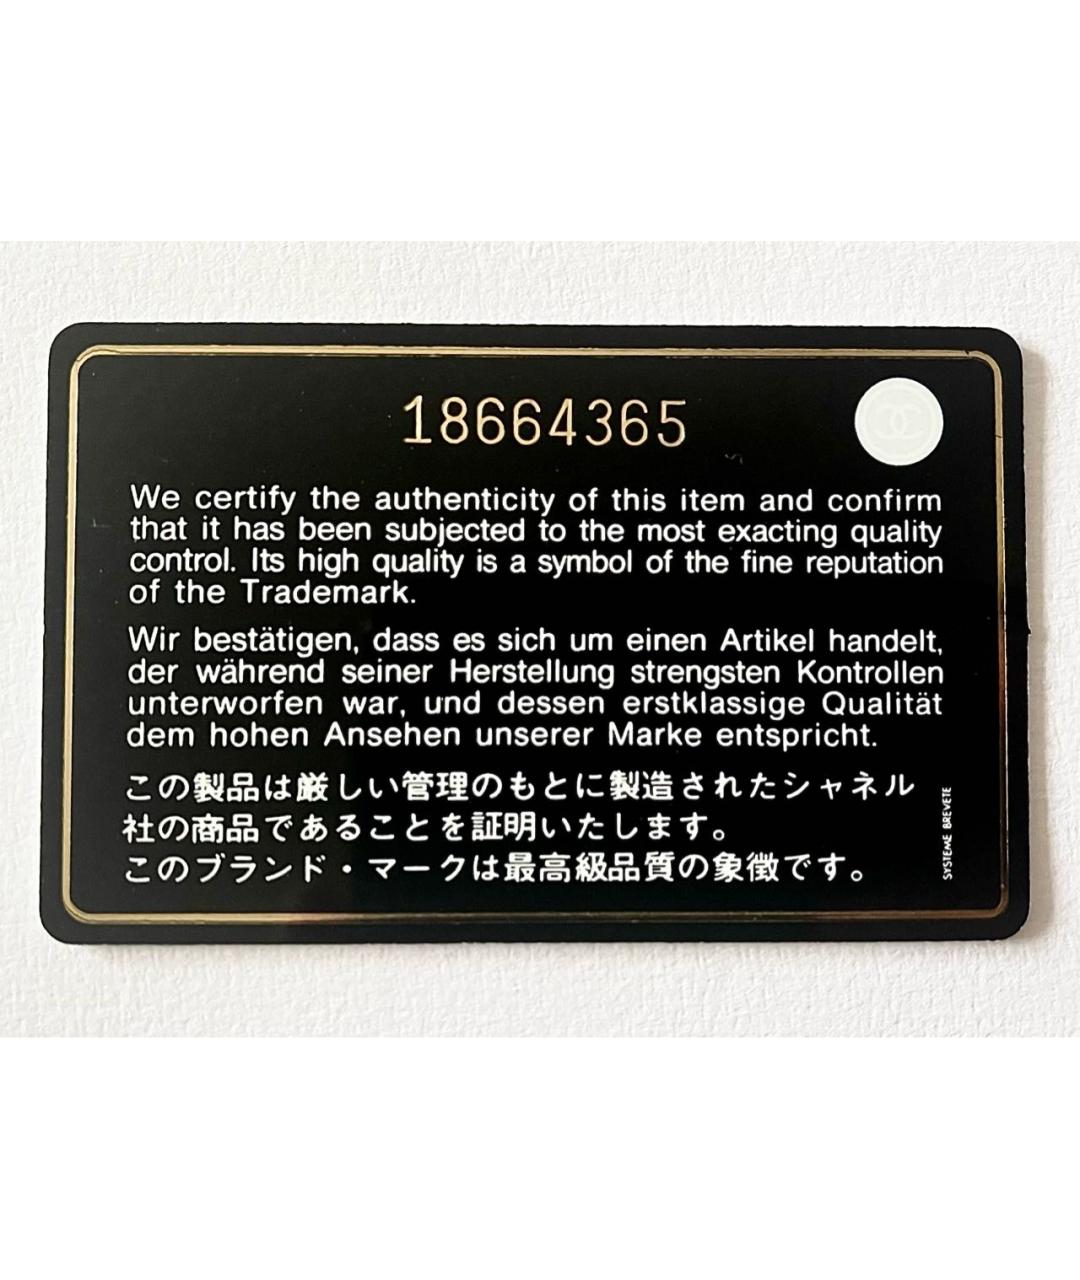 18664365
We certify the authenticity of this item and confirm
that it has been subjected to the most exacting quality
control. Its high quality is a symbol of the fine reputation
of the Trademark.
Wir bestätigen, dass es sich um einen Artikel handelt,
der während seiner Herstellung strengsten Kontrollen
unterworfen war, und dessen erstklassige Qualität
dem hohen Ansehen unserer Marke entspricht.
この製品は厳しい管理のもとに製造されたシャネル
社の商品であることを証明いたします。
このブランド・マークは最高級品質の象徴です。
SYSTEME BREVETE